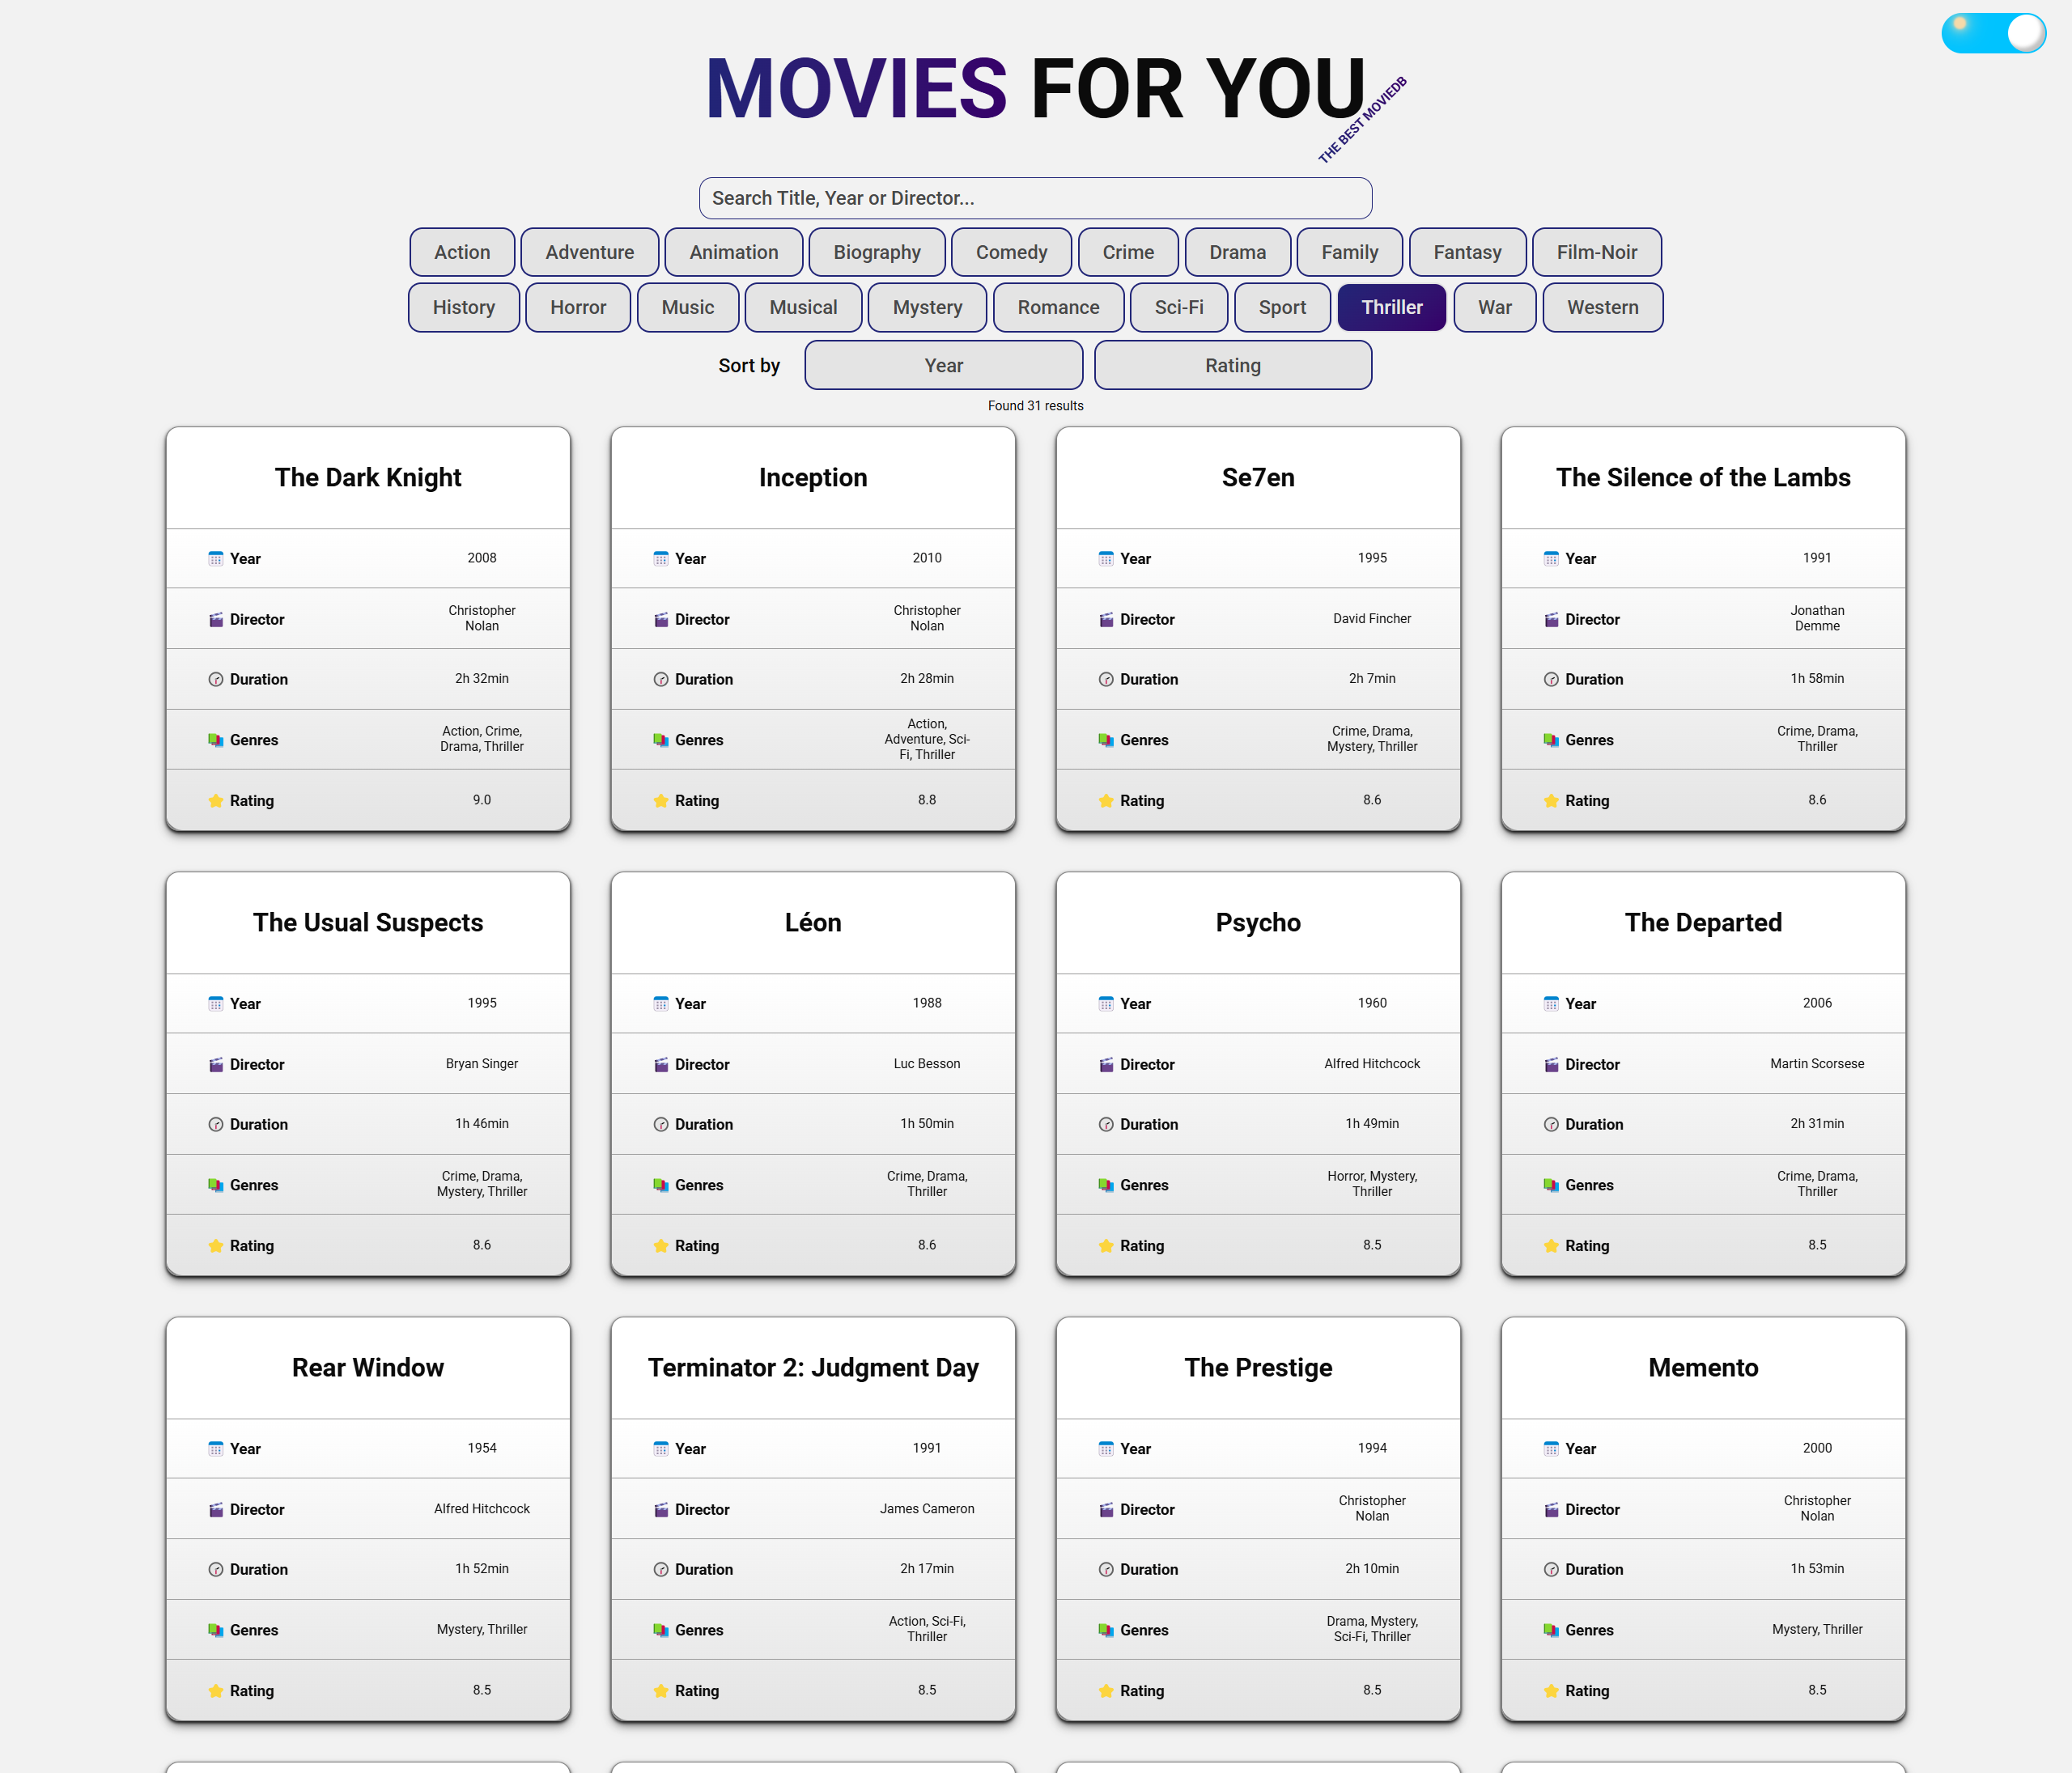 MOVIES FOR YOU
THE BEST MOVIEDB
Search Title, Year or Director...
Action Adventure Animation Biography Comedy Crime Drama Family Fantasy Film-Noir
History Horror Music Musical Mystery Romance Sci-Fi Sport Thriller War Western
Sort by Year Rating
Found 31 results
The Dark Knight
Year 2008
Director Christopher
Nolan
Duration 2h 32min
Genres Action, Crime,
Drama, Thriller
Rating 9.0
Inception
Year 2010
Director Christopher
Nolan
Duration 2h 28min
Genres Action,
Adventure, Sci-
Fi, Thriller
Rating 8.8
Se7en
Year 1995
Director David Fincher
Duration 2h 7min
Genres Crime, Drama,
Mystery, Thriller
Rating 8.6
The Silence of the Lambs
Year 1991
Director Jonathan
Demme
Duration 1h 58min
Genres Crime, Drama,
Thriller
Rating 8.6
The Usual Suspects
Year 1995
Director Bryan Singer
Duration 1h 46min
Genres Crime, Drama,
Mystery, Thriller
Rating 8.6
Léon
Year 1988
Director Luc Besson
Duration 1h 50min
Genres Crime, Drama,
Thriller
Rating 8.6
Psycho
Year 1960
Director Alfred Hitchcock
Duration 1h 49min
Genres Horror, Mystery,
Thriller
Rating 8.5
The Departed
Year 2006
Director Martin Scorsese
Duration 2h 31min
Genres Crime, Drama,
Thriller
Rating 8.5
Rear Window
Year 1954
Director Alfred Hitchcock
Duration 1h 52min
Genres Mystery, Thriller
Rating 8.5
Terminator 2: Judgment Day
Year 1991
Director James Cameron
Duration 2h 17min
Genres Action, Sci-Fi,
Thriller
Rating 8.5
The Prestige
Year 1994
Director Christopher
Nolan
Duration 2h 10min
Genres Drama, Mystery,
Sci-Fi, Thriller
Rating 8.5
Memento
Year 2000
Director Christopher
Nolan
Duration 1h 53min
Genres Mystery, Thriller
Rating 8.5